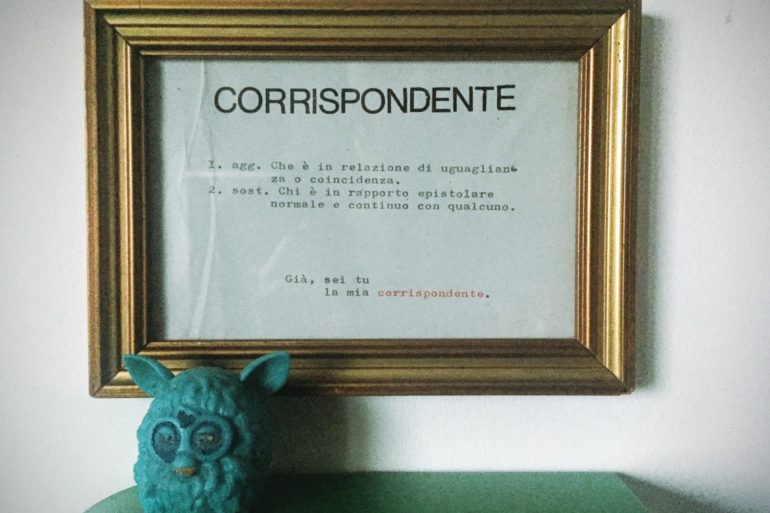 CORRISPONDENTE
1. agg. Che è in relazione di uguaglian
za o coincidenza.
2. sost. Chi è in rapporto epistolare
normale e continuo con qualcuno.
Già, sei tu
la mia corrispondente.